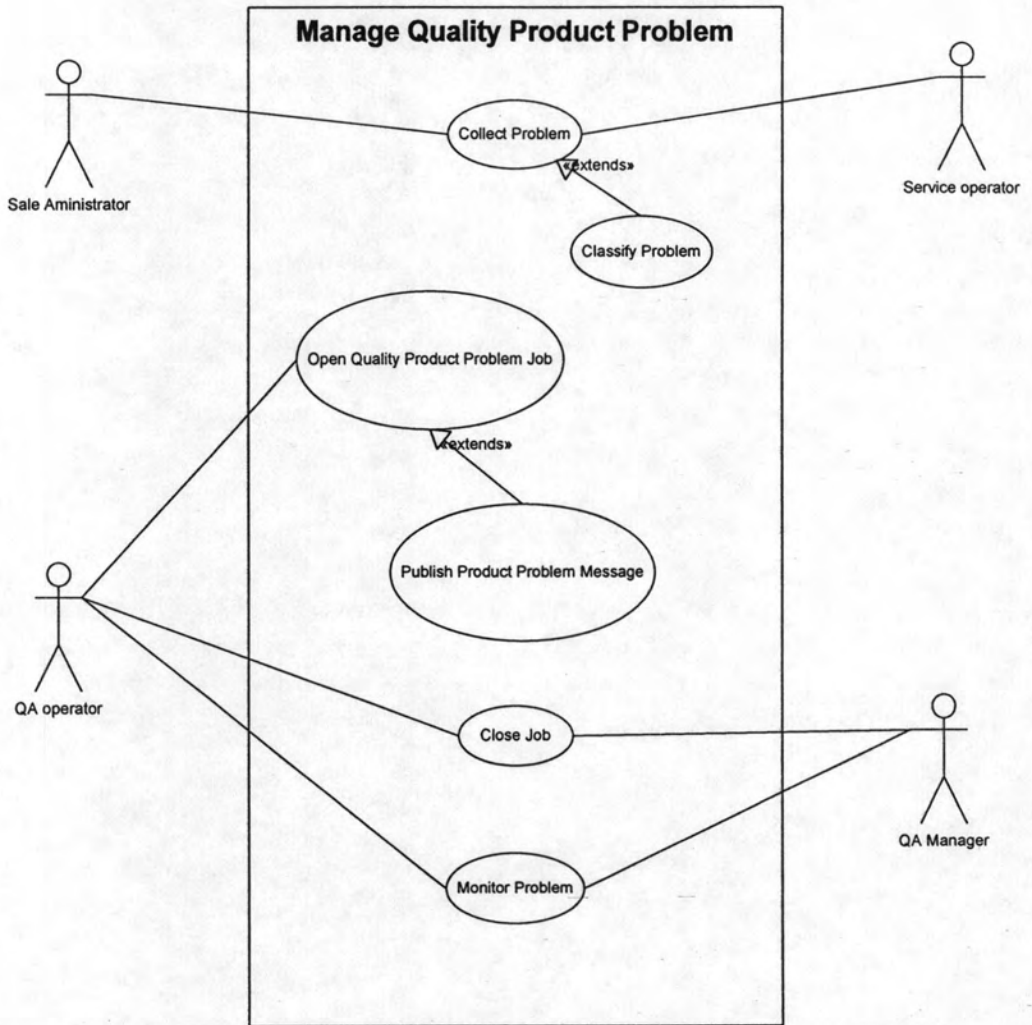 Manage Quality Product Problem
Collect Problem
«extends»
Sale Aministrator
Service operator
Classify Problem
Open Quality Product Problem Job
«extends»
Publish Product Problem Message
QA operator
Close Job
QA Manager
Monitor Problem